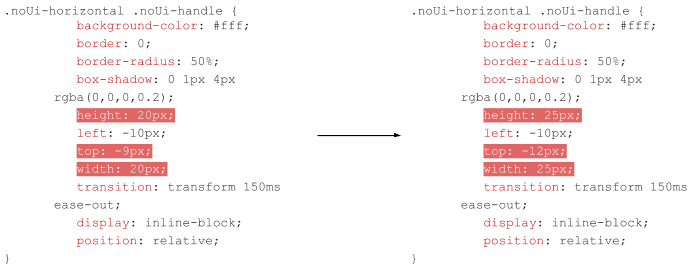 .noUi-horizontal .noUi-handle {
background-color: #fff;
border: 0;
border-radius: 50%;
box-shadow: 0 1px 4px
rgba(0,0,0,0.2);
height: 20px;
left: -10px;
top: -9px;
width: 20px;
transition: transform 150ms
ease-out;
display: inline-block;
position: relative;
}
.noUi-horizontal .noUi-handle {
background-color: #fff;
border: 0;
border-radius: 50%;
box-shadow: 0 1px 4px
rgba(0,0,0,0.2);
height: 25px;
left: -10px;
top: -12px;
width: 25px;
transition: transform 150ms
ease-out;
display: inline-block;
position: relative;
}